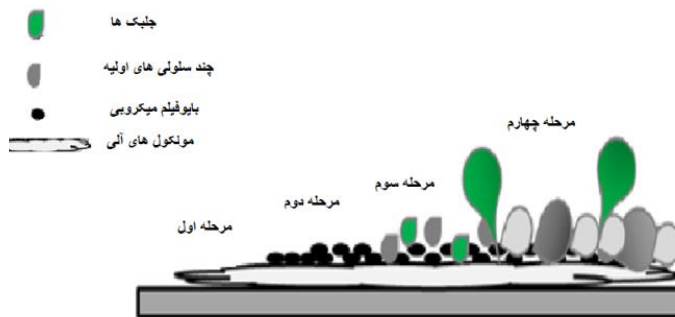 جلبک ها
چند سلولی های اولیه
بایوفیلم میکروبی
مولکول های آلی
مرحله چهارم
مرحله سوم
مرحله دوم
مرحله اول